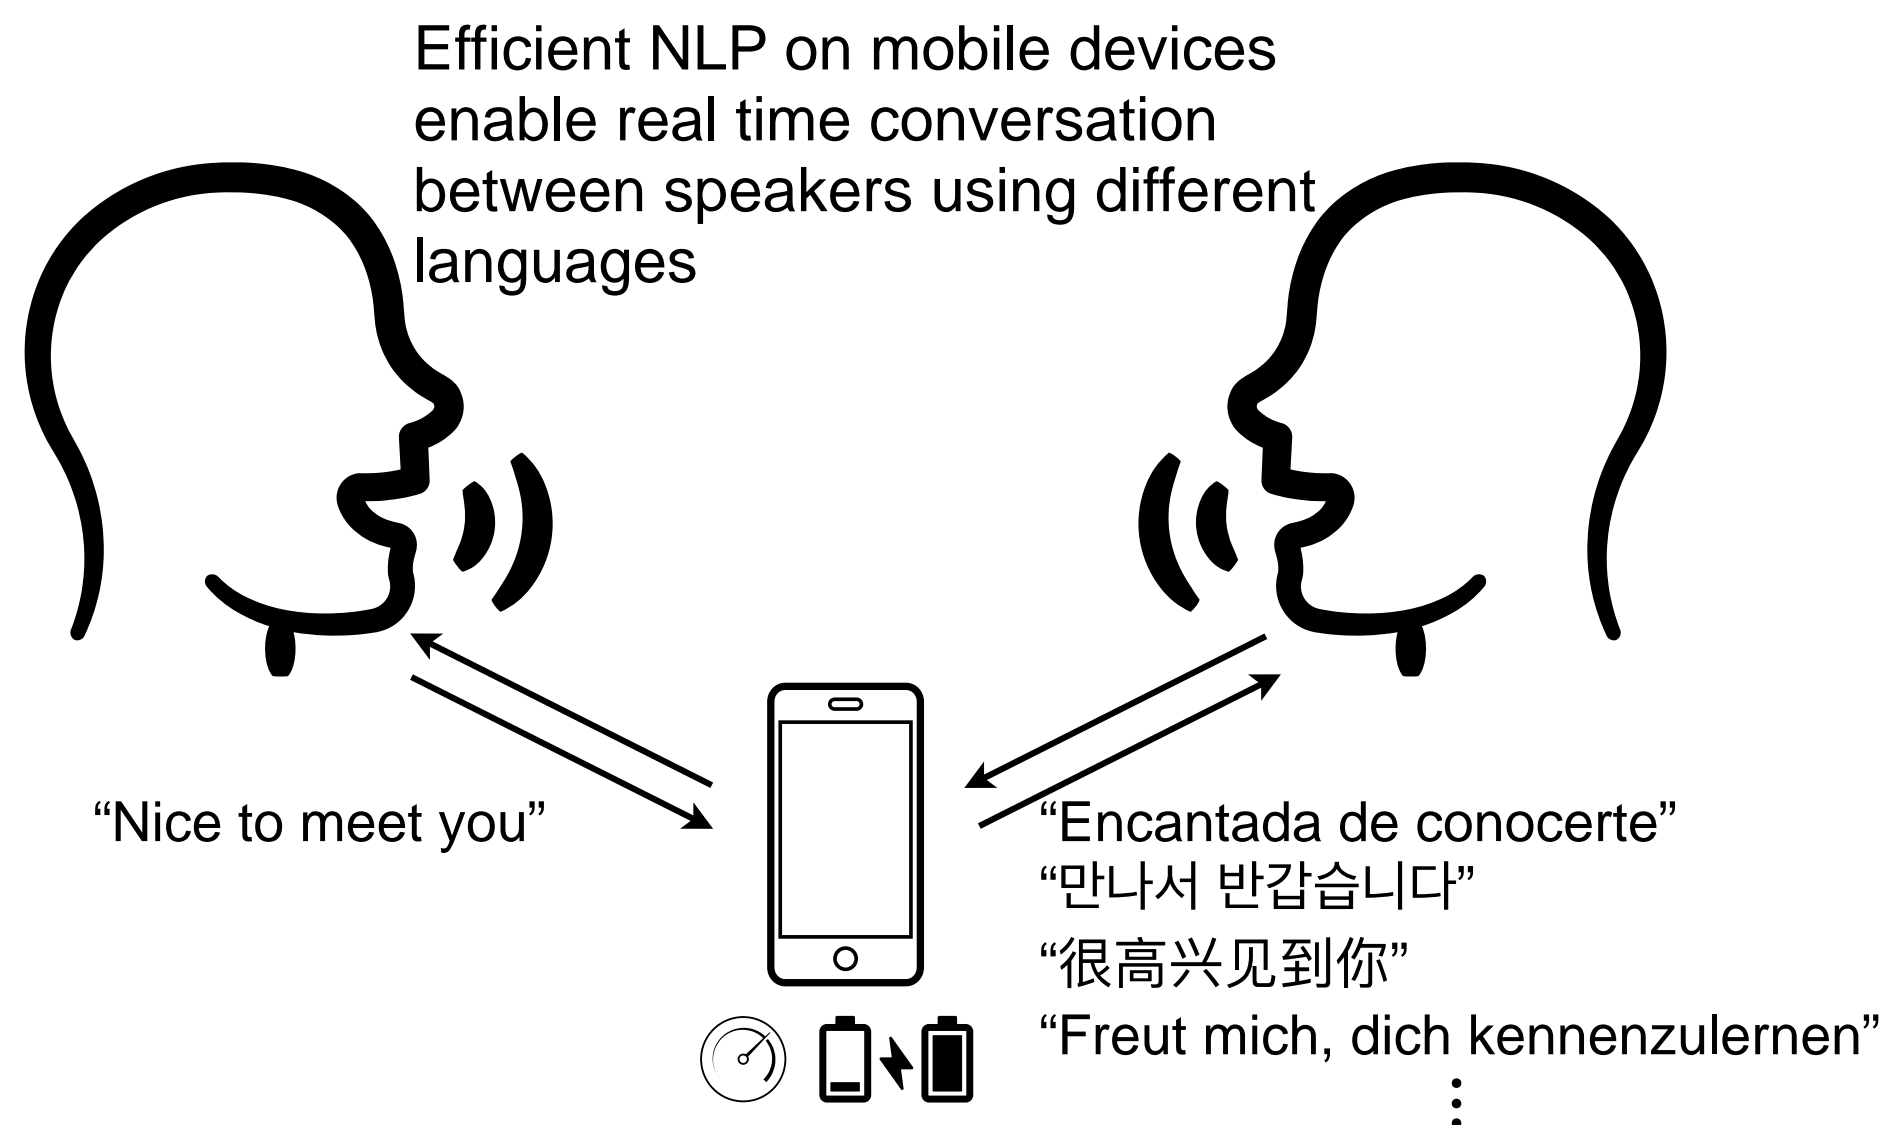 Efficient NLP on mobile devices
enable real time conversation
between speakers using different
languages
“Nice to meet you”
“Encantada de conocerte”
“만나서 반갑습니다”
“很高兴见到你”
“Freut mich, dich kennenzulernen”
⋮